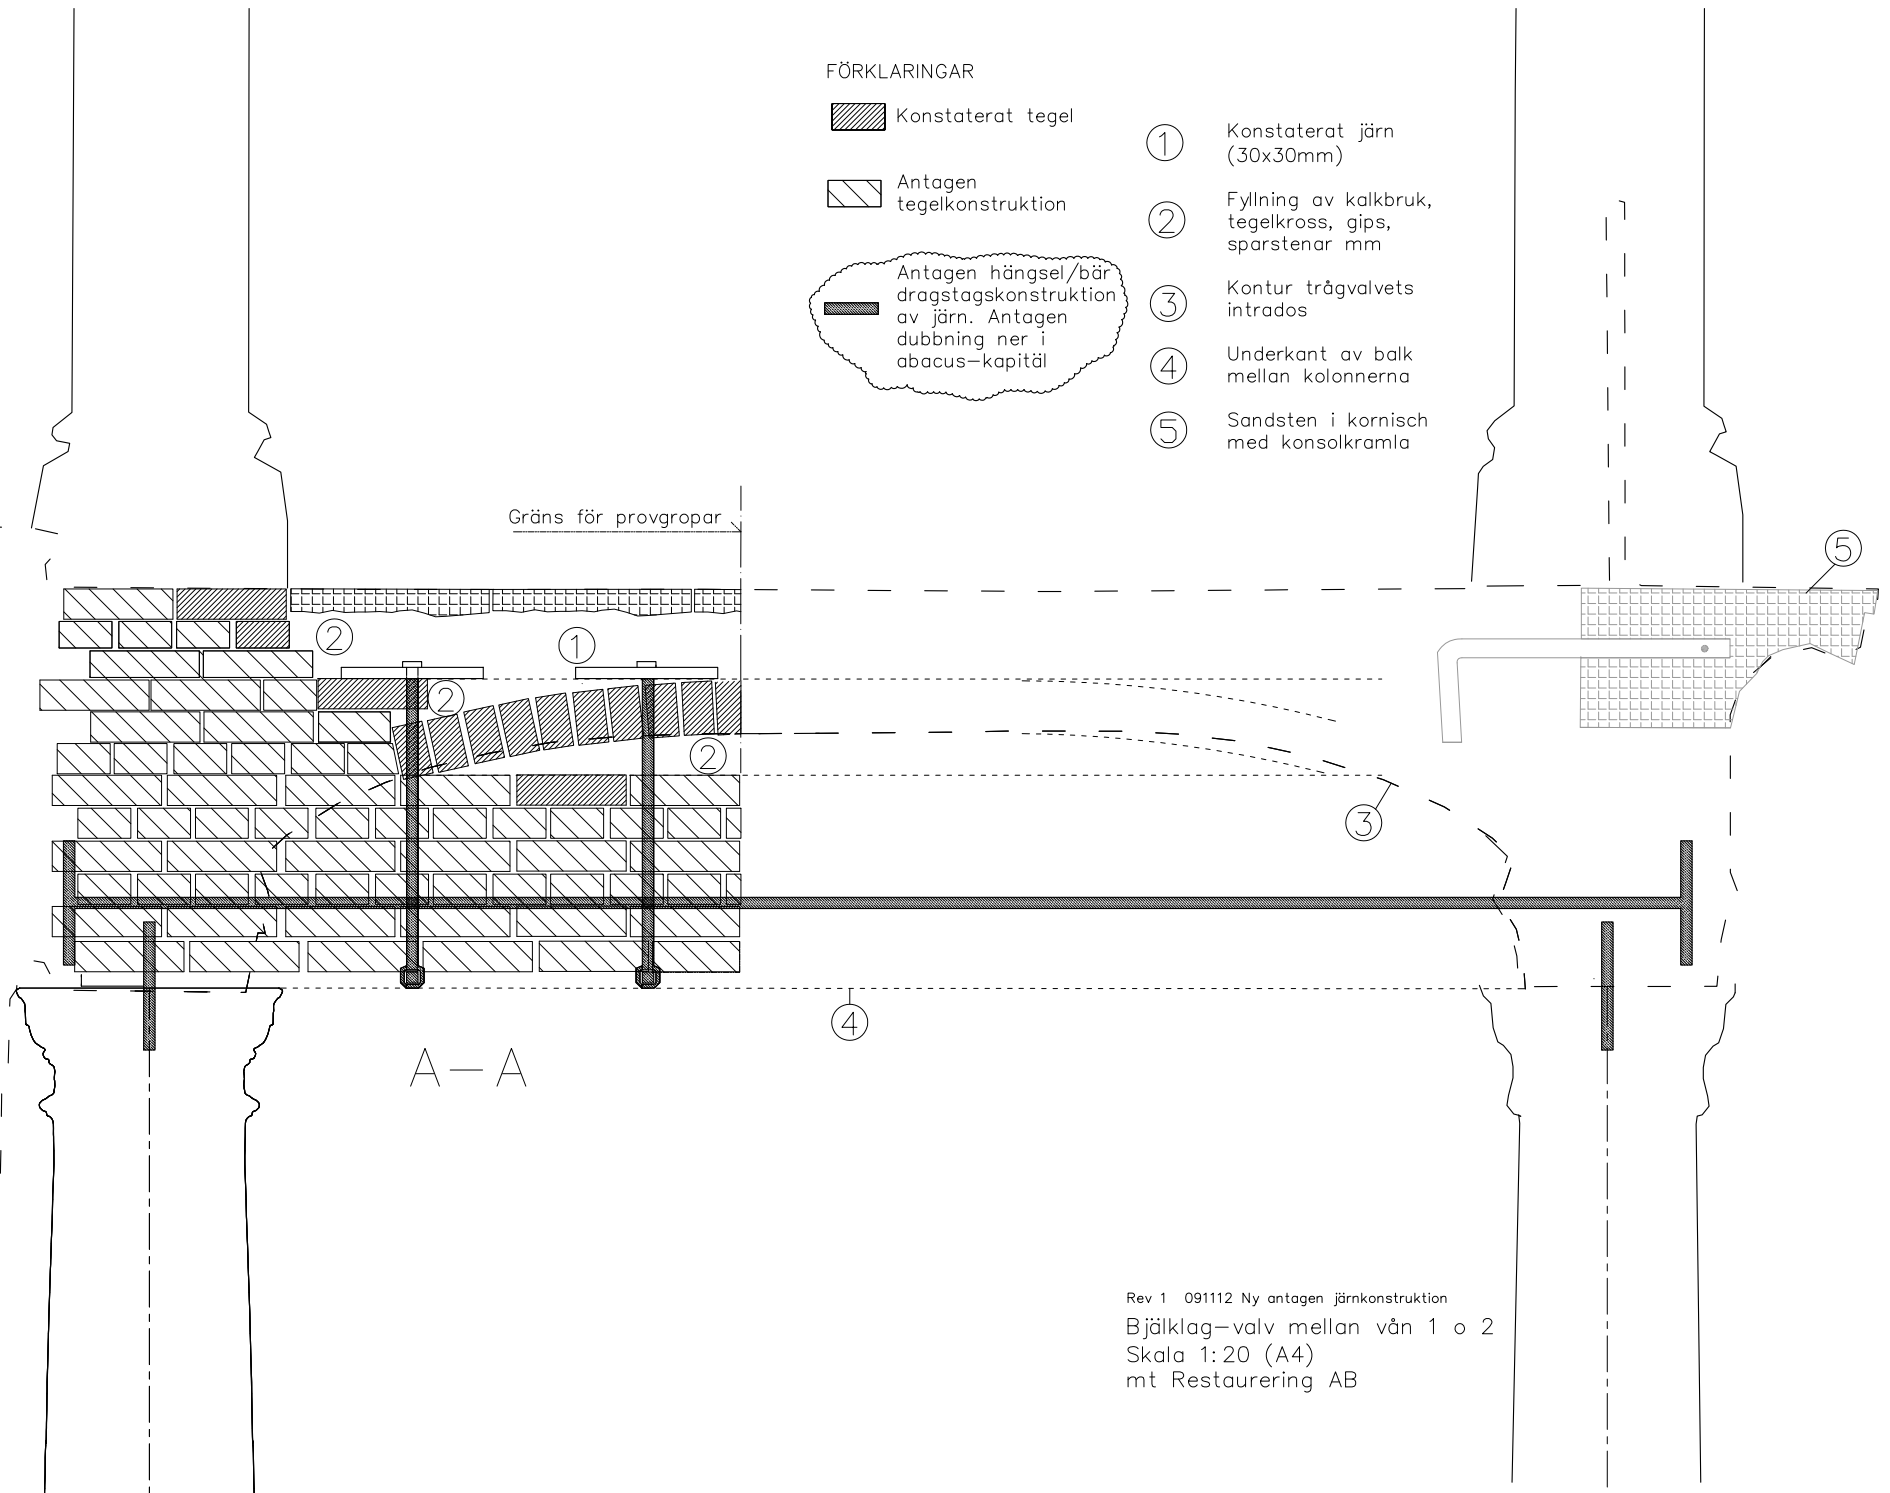 FÖRKLARINGAR
Konstaterat tegel
Antagen
tegelkonstruktion
Antagen hängsel/bär
dragstagskonstruktion
av järn. Antagen
dubbning ner i
abacus-kapitäl
1
Konstaterat järn
(30x30mm)
2
Fyllning av kalkbruk,
tegelkross, gips,
sparstenar mm
3
Kontur trågvalvets
intrados
4
Underkant av balk
mellan kolonnerna
5
Sandsten i kornisch
med konsolkramla
Gräns för provgropar
5
2
1
2
2
3
4
A-A
Rev 1 091112 Ny antagen järnkonstruktion
Bjälklag-valv mellan vån 1 o 2
Skala 1:20 (A4)
mt Restaurering AB